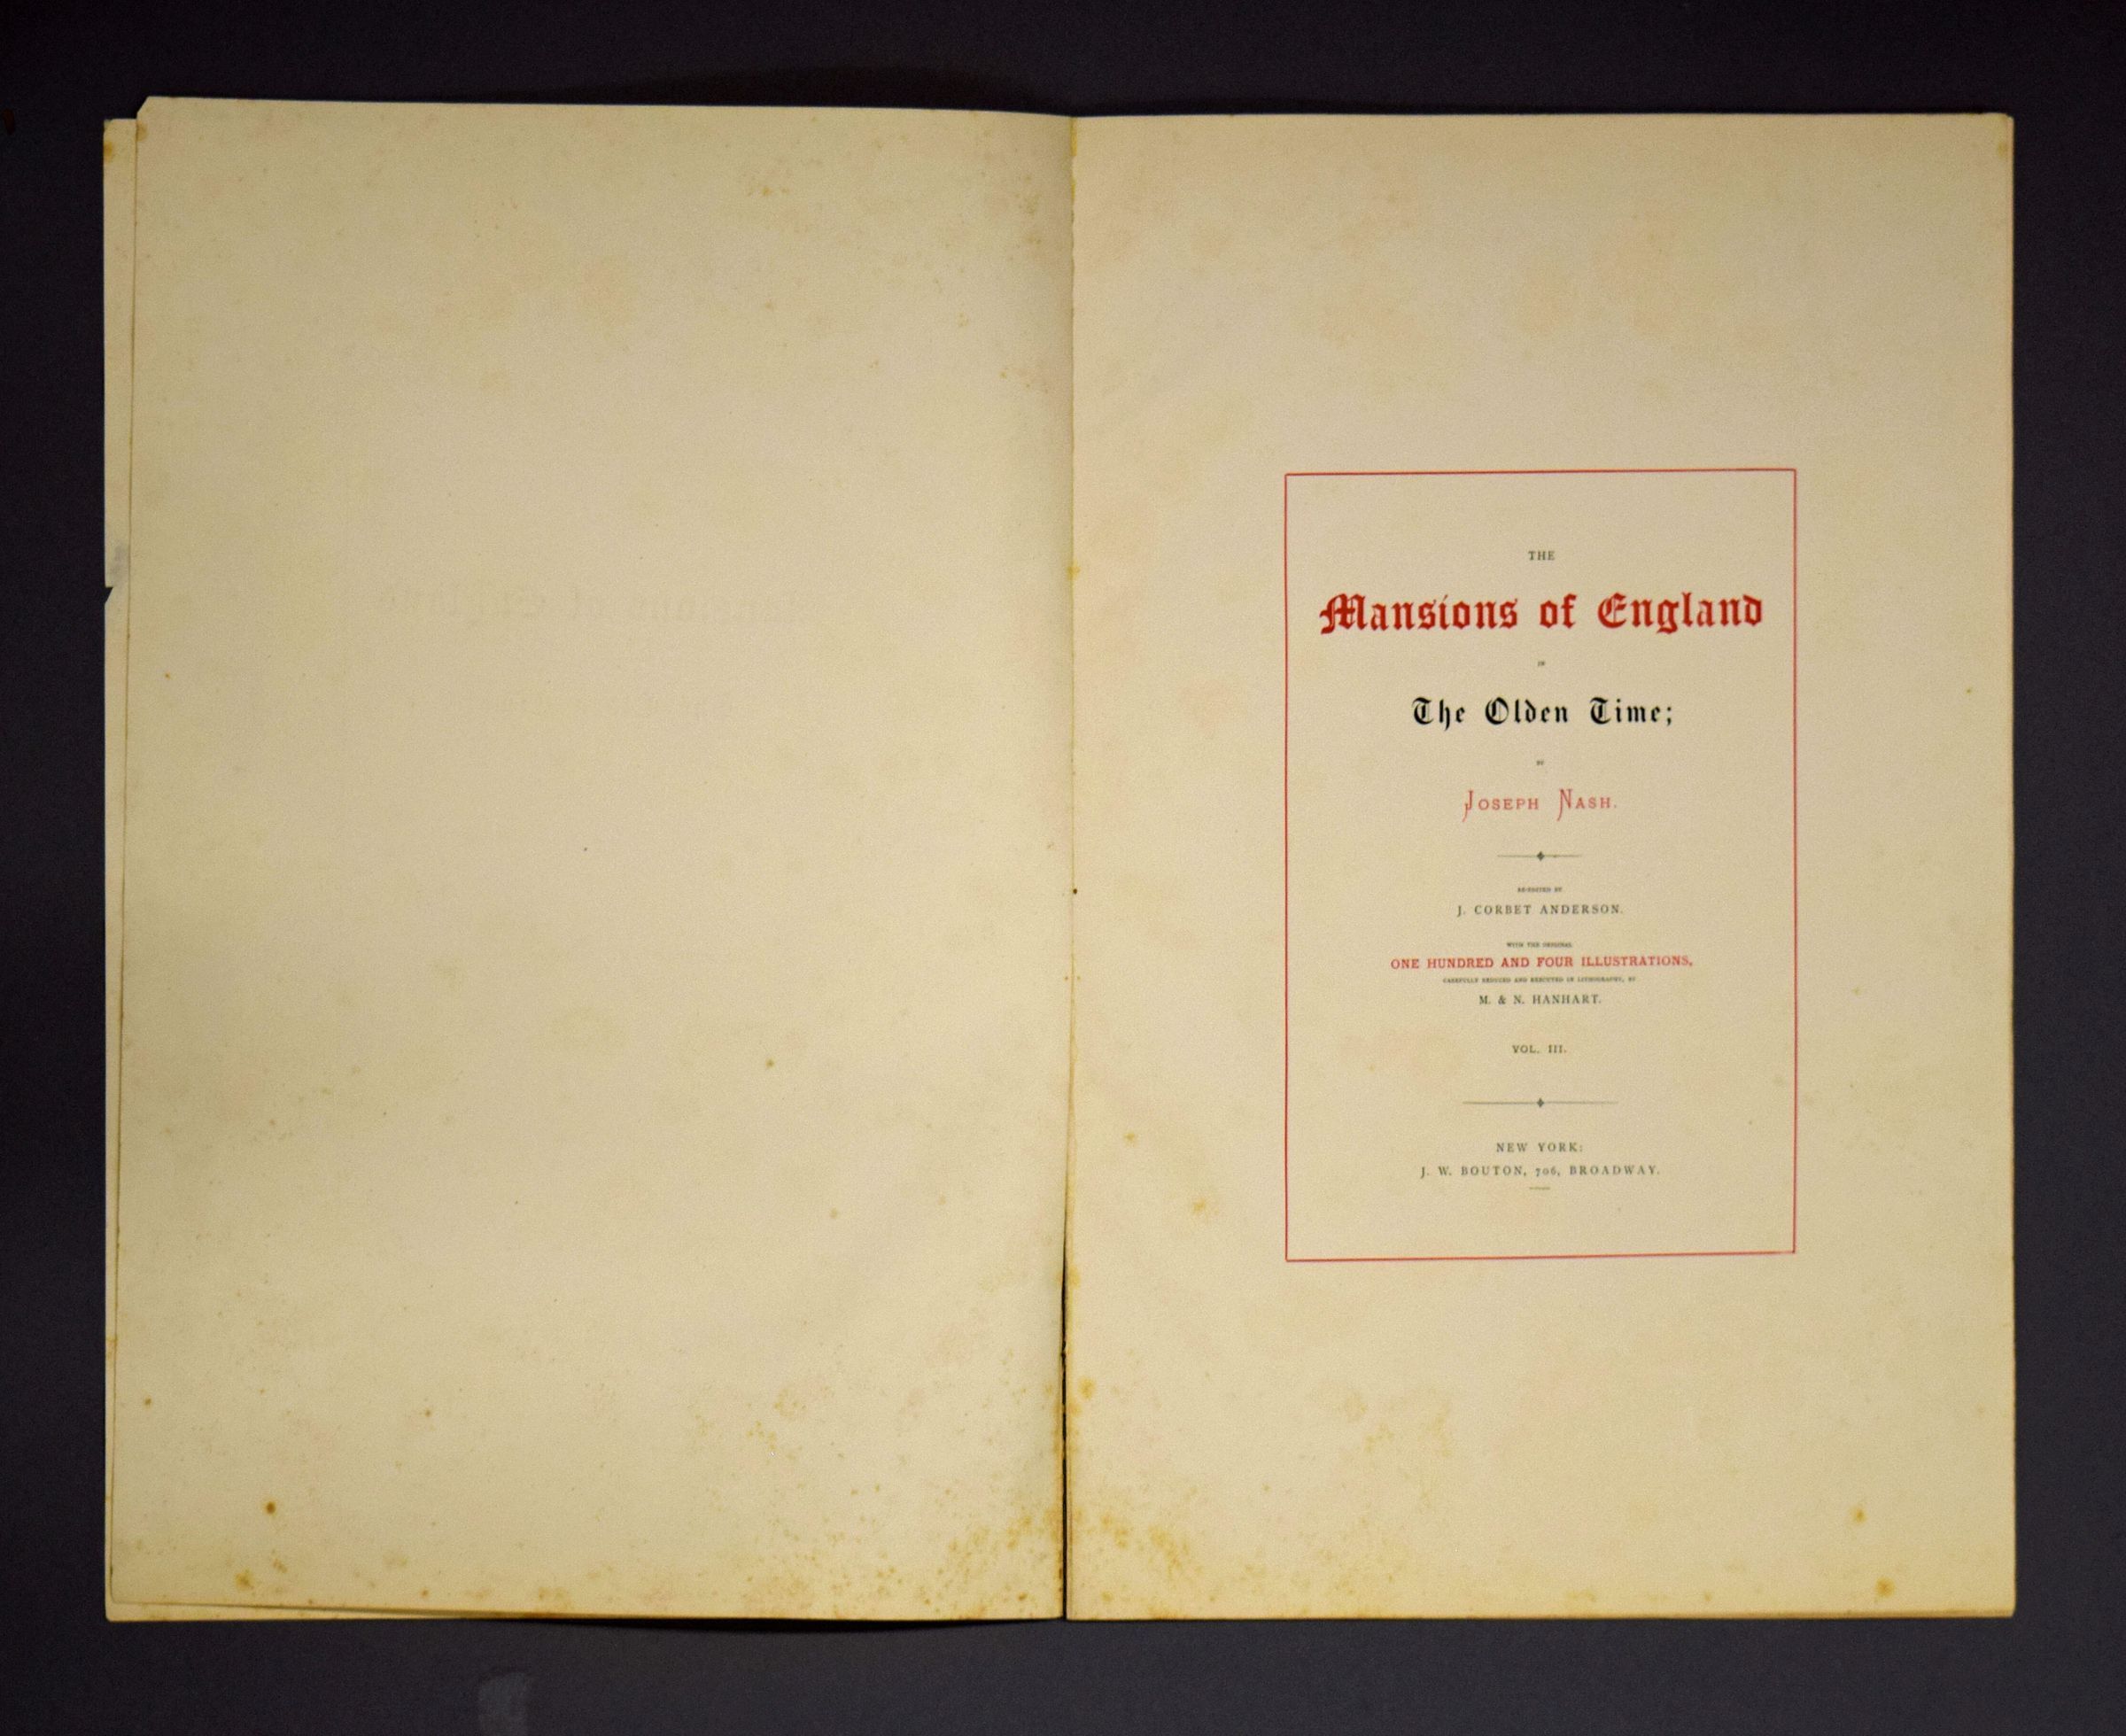 THE
Mansions of England
IN
The Olden Time;
BY
JOSEPH NASH.
RE-EDITED BY
J. CORBET ANDERSON.
WITH THE ORIGINAL
ONE HUNDRED AND FOUR ILLUSTRATIONS,
CAREFULLY REDUCED AND EXECUTED IN LITHOGRAPHY, BY
M. & N. HANHART.
VOL. III.
NEW YORK:
J. W. BOUTON, 706, BROADWAY.